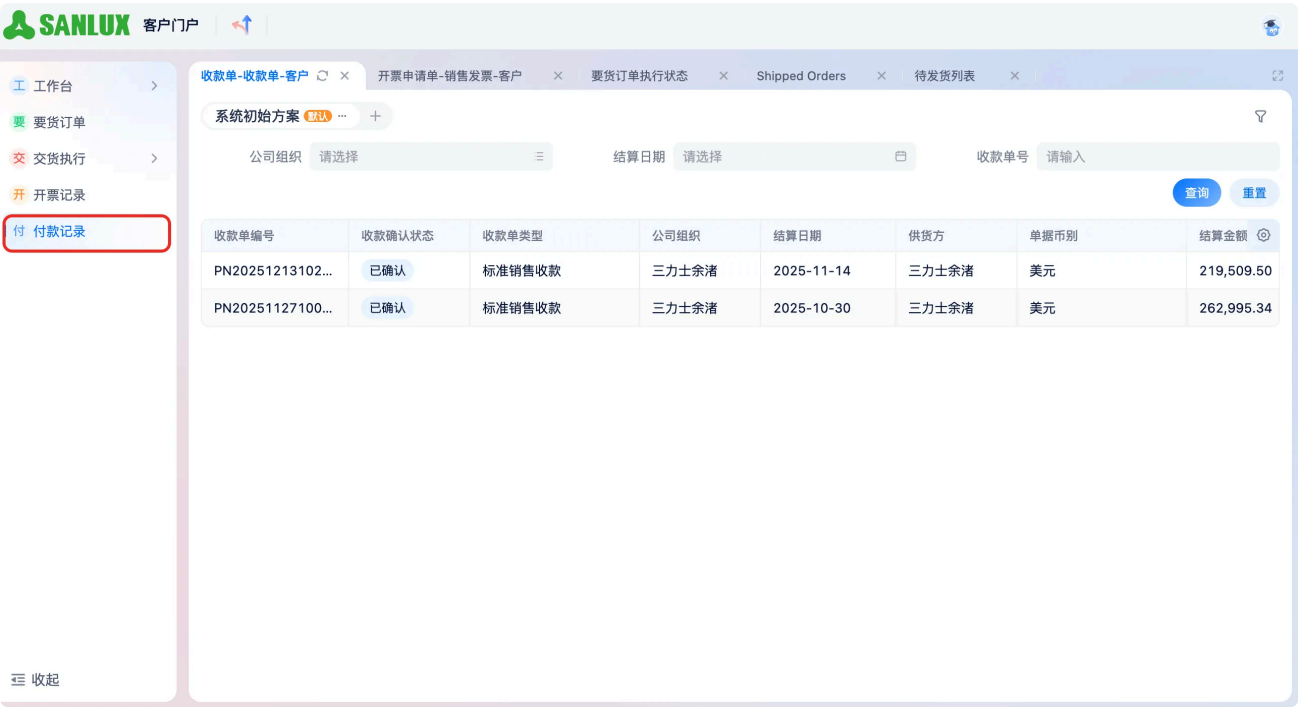 SANLUX 客户门户
收款单-收款单-客户 开票申请单-销售发票-客户 要货订单执行状态 Shipped Orders 待发货列表
工 工作台
要 要货订单
交 交货执行
开 开票记录
付 付款记录
收起
系统初始方案 默认 ... +
公司组织 请选择 结算日期 请选择 收款单号 请输入
查询 重置
收款单编号 收款确认状态 收款单类型 公司组织 结算日期 供货方 单据币别 结算金额
PN20251213102... 已确认 标准销售收款 三力士余渚 2025-11-14 三力士余渚 美元 219,509.50
PN20251127100... 已确认 标准销售收款 三力士余渚 2025-10-30 三力士余渚 美元 262,995.34